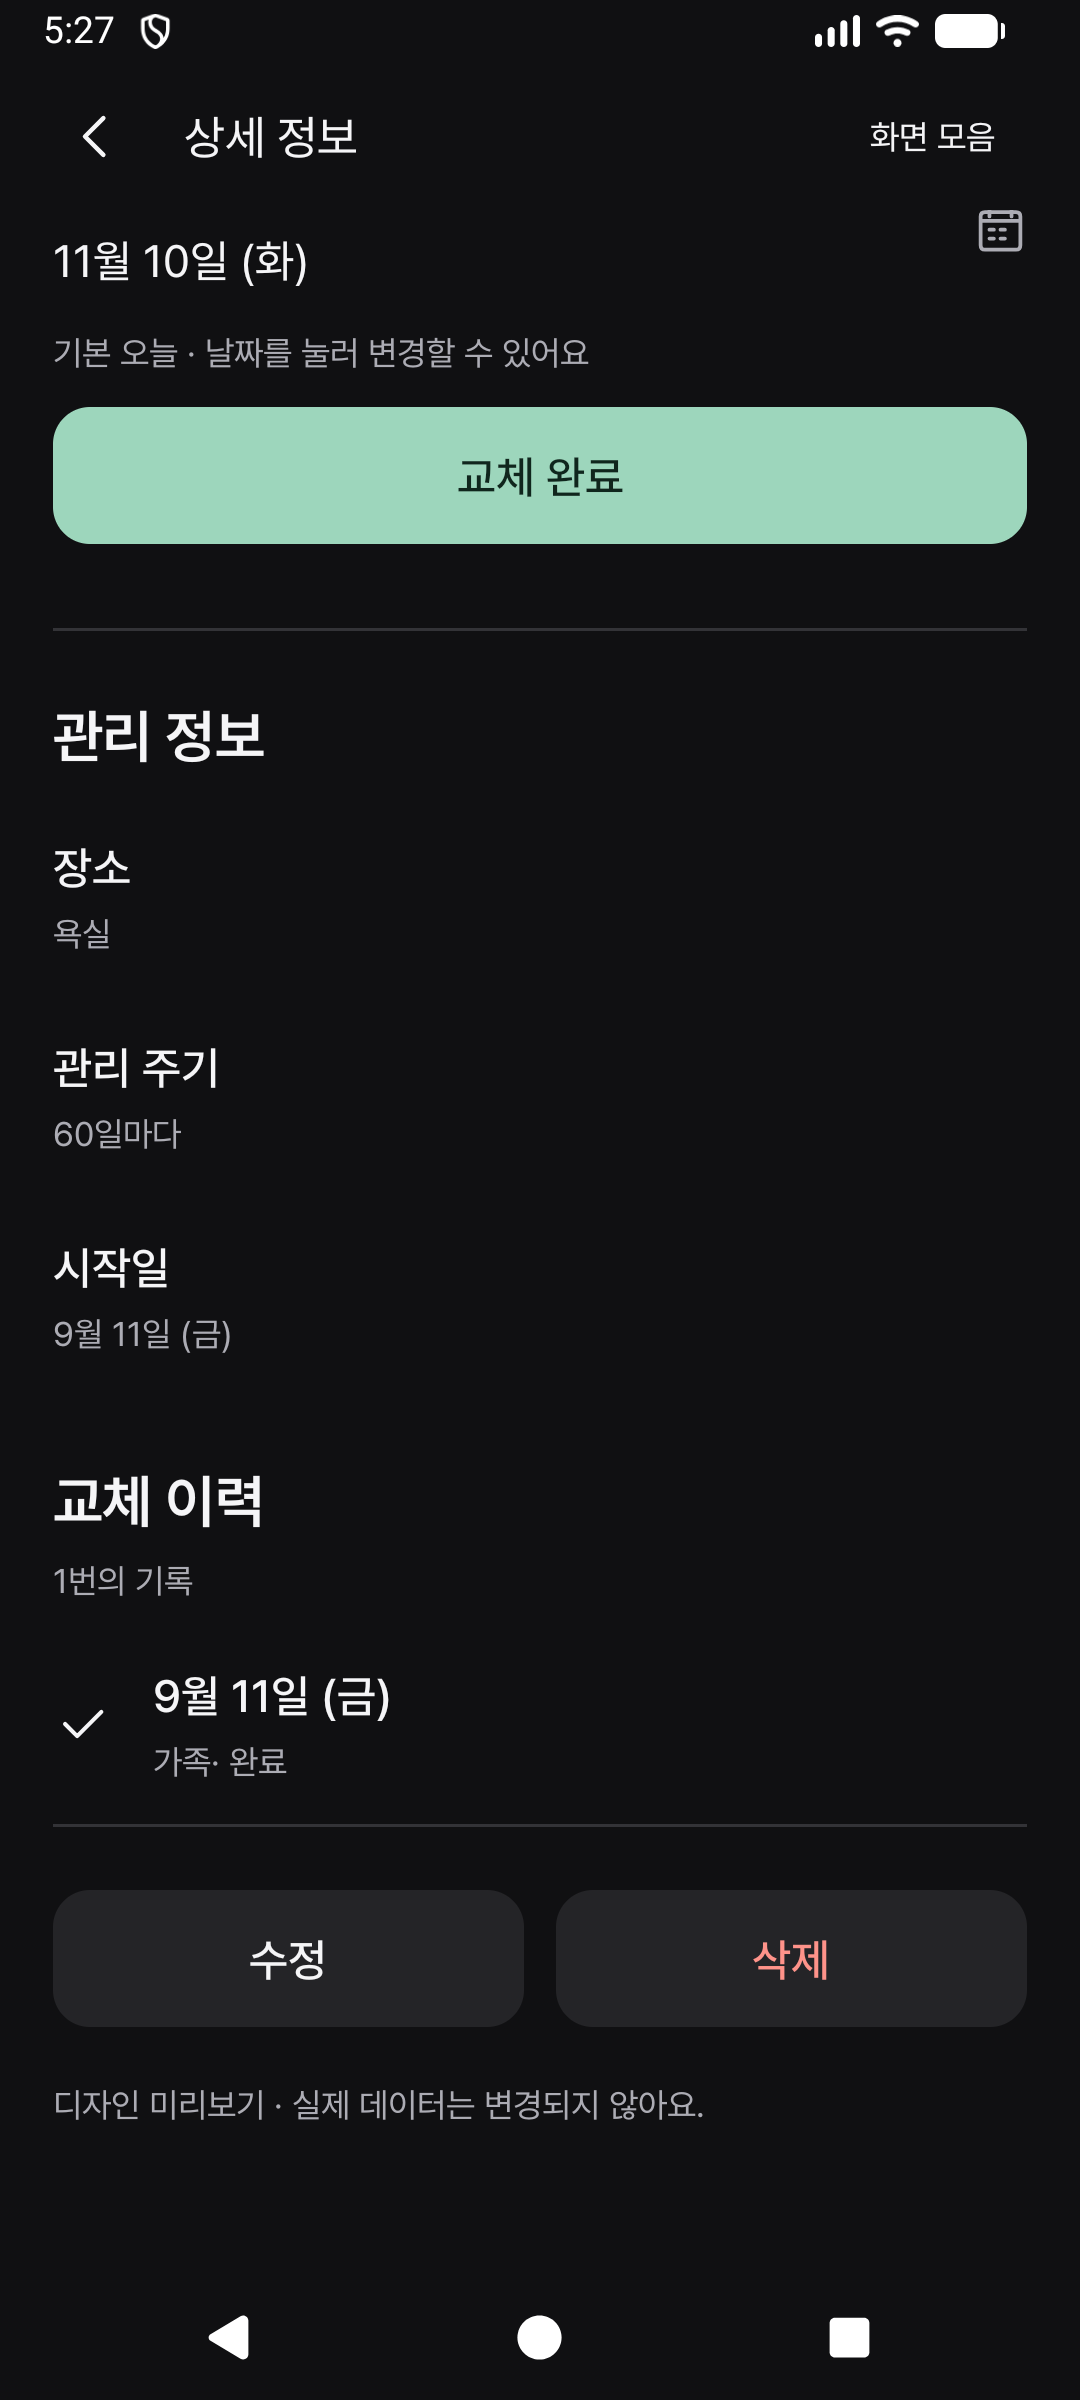 5:27
상세 정보
화면 모음
11월 10일 (화)
기본 오늘 · 날짜를 눌러 변경할 수 있어요
교체 완료
관리 정보
장소
욕실
관리 주기
60일마다
시작일
9월 11일 (금)
교체 이력
1번의 기록
9월 11일 (금)
가족· 완료
수정
삭제
디자인 미리보기 · 실제 데이터는 변경되지 않아요.